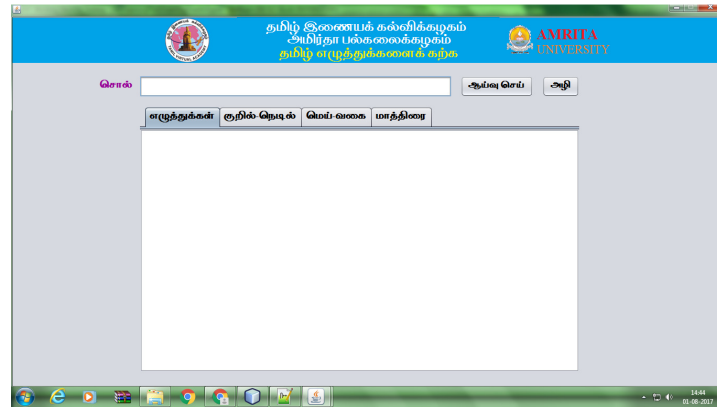 தமிழ் இணையக் கல்விக்கழகம்
அமிர்தா பல்கலைக்கழகம்
தமிழ் எழுத்துக்களைக் கற்க
AMRITA
UNIVERSITY
சொல்
ஆய்வு செய்
அழி
எழுத்துக்கள்
குறில்-நெடில்
மெய்-வகை
மாத்திரை
14:44
01-08-2017